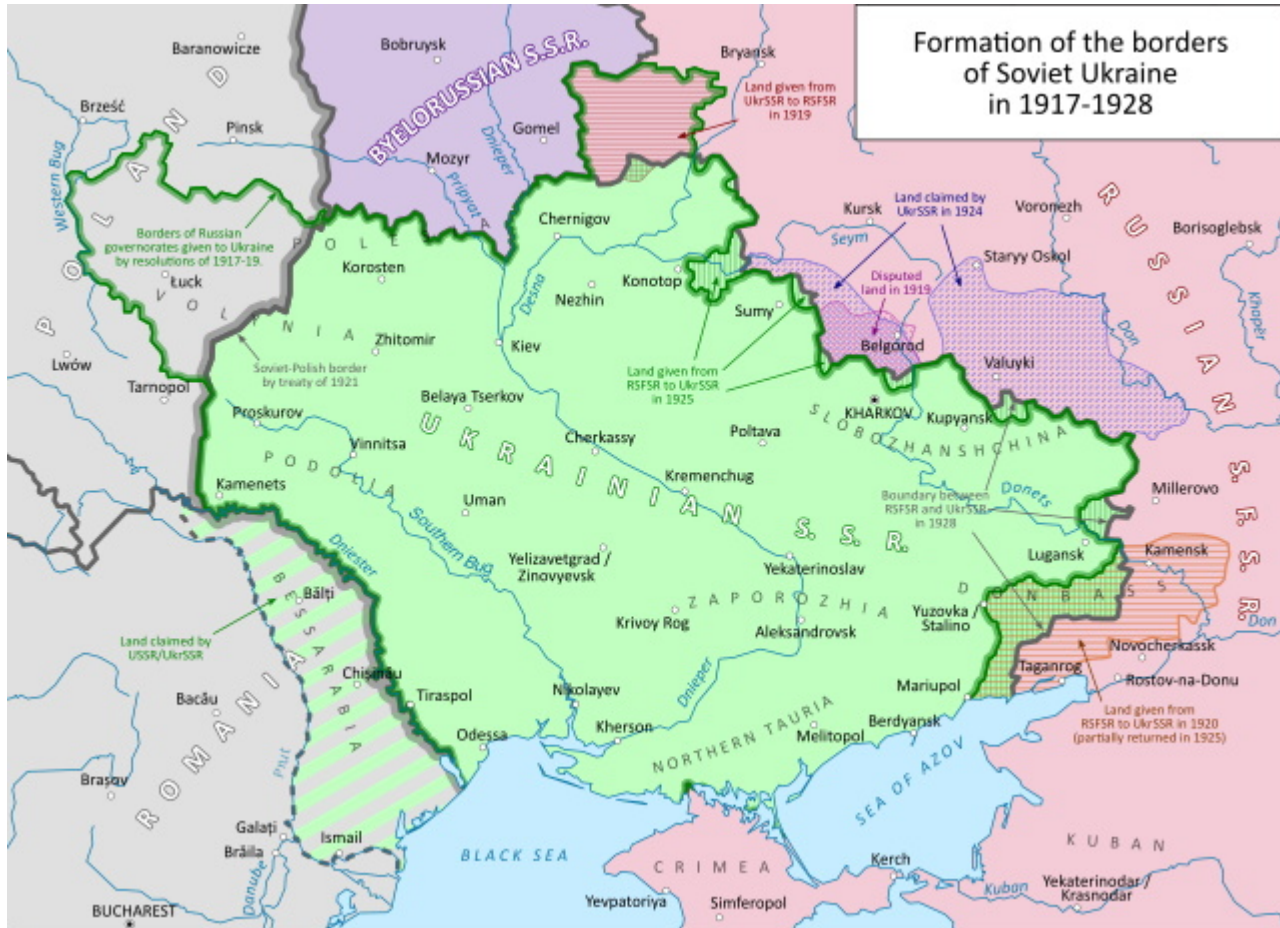 Formation of the borders
of Soviet Ukraine
in 1917-1928
Baranowicze
Bobruysk
Bryansk
BYELORUSSIAN S.S.R.
Land given from
UkrSSR to RSFSR
in 1919
Brześć
Pinsk
Gomel
Dnieper
Mozyr
Pripyat
Western Bug
POLAND
Borders of Russian
governorates given to Ukraine
by resolutions of 1917-19.
Łuck
VOLYNIA
POLE
A
Korosten
Chernigov
Desna
Nezhin
Konotop
Kursk
Seym
Land claimed by
UkrSSR in 1924
Voronezh
Borisoglebsk
Khopër
RUSSIAN
S.F.S.R.
Staryy Oskol
Disputed
land in 1919
Sumy
Belgorod
Don
Valuyki
Lwów
Tarnopol
Soviet-Polish border
by treaty of 1921
Zhitomir
Kiev
Land given from
RSFSR to UkrSSR
in 1925
Proskurov
Belaya Tserkov
KHARKOV
Kupyansk
SLOBOZHANSHCHINA
Vinnitsa
Cherkassy
Poltava
UKRAINIAN S.S.R.
PODOLIA
Kamenets
Uman
Kremenchug
Donets
Boundary between
RSFSR and UkrSSR
in 1928
Millerovo
Dniester
Southern Bug
Yelizavetgrad /
Zinovyevsk
Yekaterinoslav
Lugansk
Kamensk
DONBASS
Bălți
BESSARABIA
Krivoy Rog
ZAPOROZHIA
Aleksandrovsk
Yuzovka /
Stalino
Don
Land claimed by
USSR/UkrSSR
Chișinău
Tiraspol
Nikolayev
Dnieper
Mariupol
Taganrog
Novocherkassk
Rostov-na-Donu
Bacău
ROMANIA
Prut
Odessa
Kherson
NORTHERN TAURIA
Melitopol
Berdyansk
Land given from
RSFSR to UkrSSR in 1920
(partially returned in 1925)
Brașov
SEA OF AZOV
Galați
Brăila
Ismail
Danube
BLACK SEA
CRIMEA
Kerch
KUBAN
Kuban
Yekaterinodar /
Krasnodar
Yevpatoriya
Simferopol
BUCHAREST